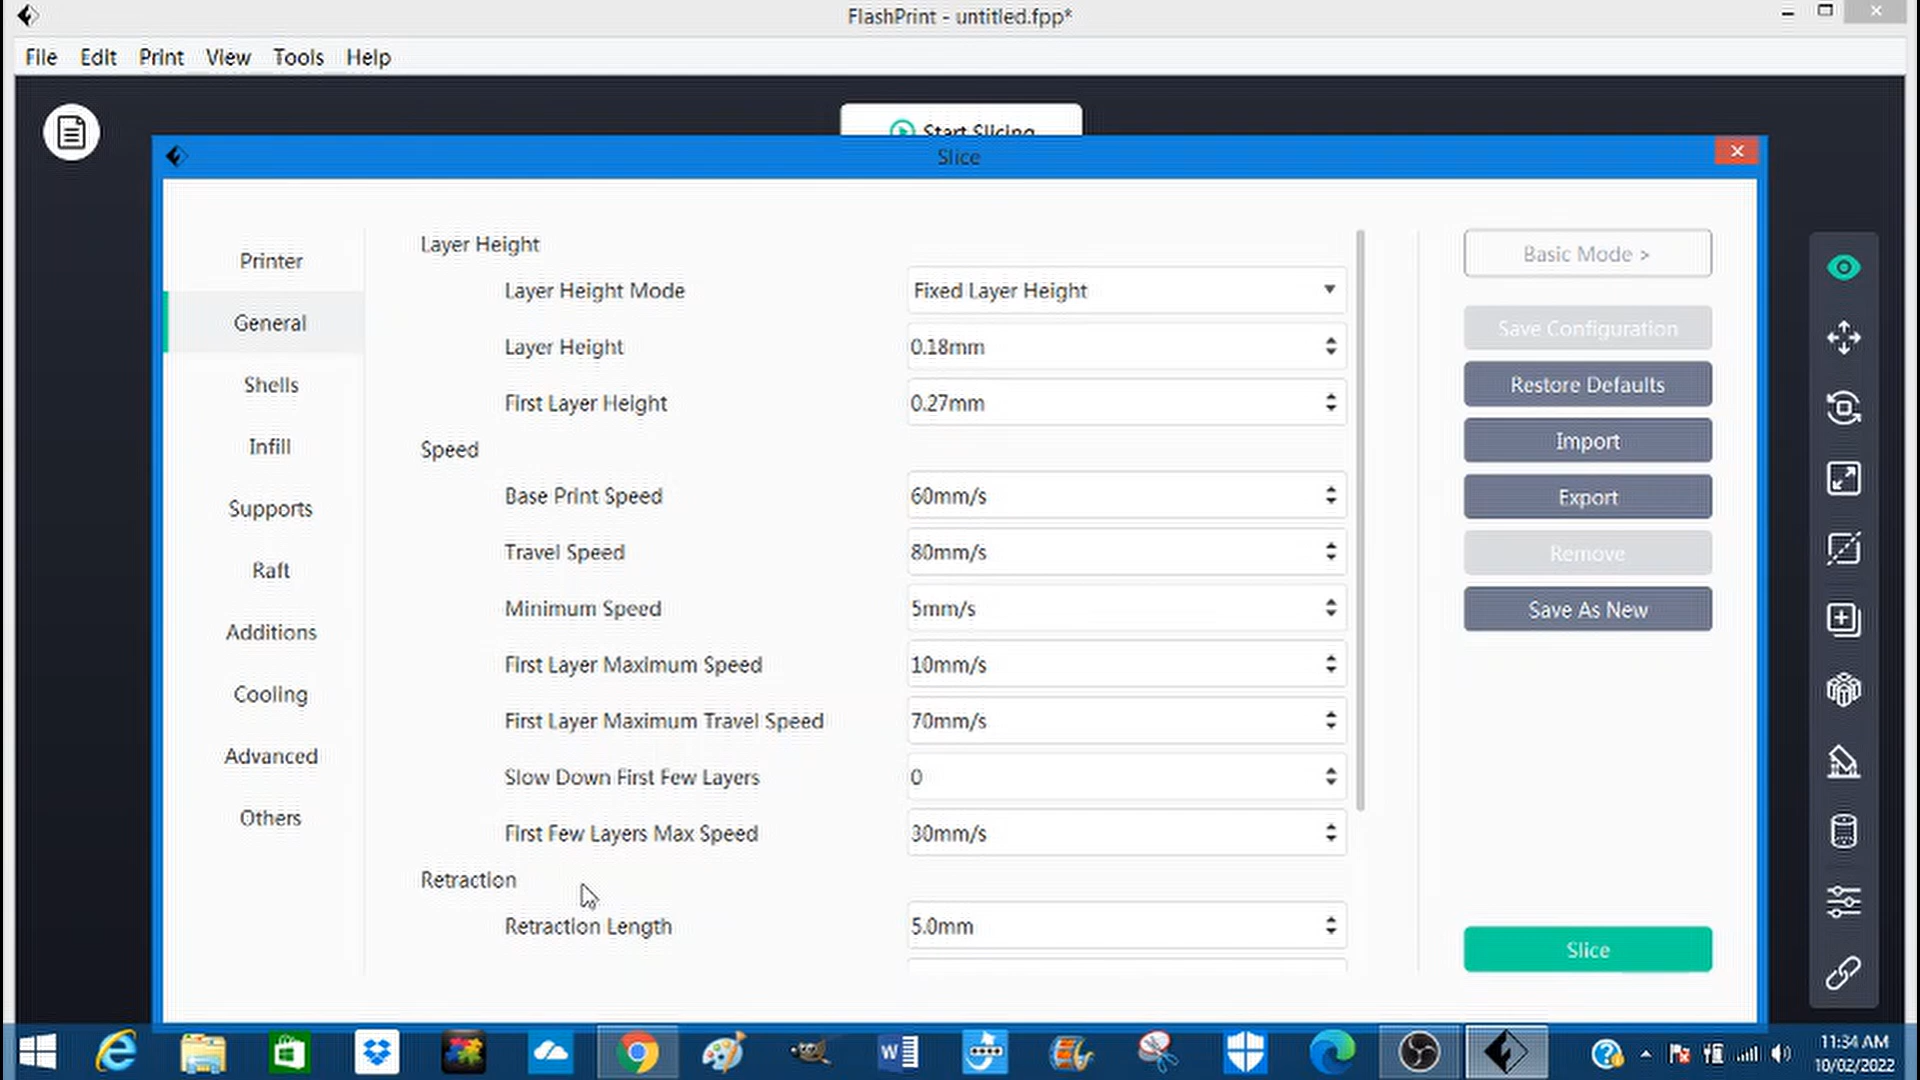 FlashPrint - untitled.fpp*
File Edit Print View Tools Help
Start Slicing
Slice
Printer
General
Shells
Infill
Supports
Raft
Additions
Cooling
Advanced
Others
Layer Height
Layer Height Mode Fixed Layer Height
Layer Height 0.18mm
First Layer Height 0.27mm
Speed
Base Print Speed 60mm/s
Travel Speed 80mm/s
Minimum Speed 5mm/s
First Layer Maximum Speed 10mm/s
First Layer Maximum Travel Speed 70mm/s
Slow Down First Few Layers 0
First Few Layers Max Speed 30mm/s
Retraction
Retraction Length 5.0mm
Basic Mode >
Save Configuration
Restore Defaults
Import
Export
Remove
Save As New
Slice
11:34 AM
10/02/2022